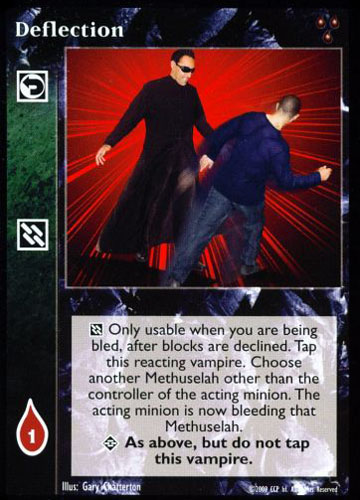 Deflection
Only usable when you are being
bled, after blocks are declined. Tap
this reacting vampire. Choose
another Methuselah other than the
controller of the acting minion. The
acting minion is now bleeding that
Methuselah.
As above, but do not tap
this vampire.
1
Illus: Gary Chatterton
Reserved